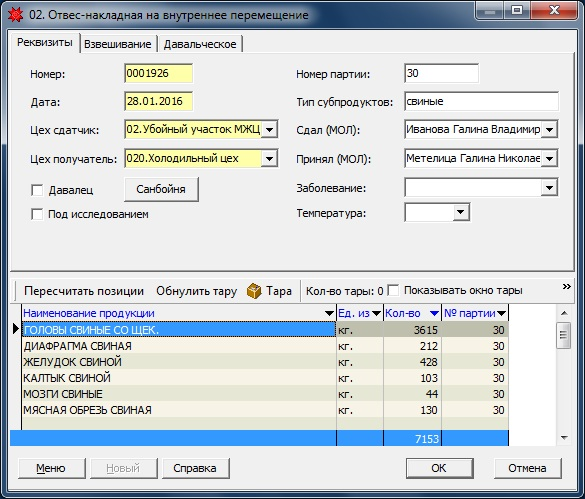 02. Отвес-накладная на внутреннее перемещение
Реквизиты Взвешивание Давальческое
Номер: 0001926 Номер партии: 30
Дата: 28.01.2016 Тип субпродуктов: свиные
Цех сдатчик: 02.Убойный участок МЖЦ Сдал (МОЛ): Иванова Галина Владимир
Цех получатель: 020.Холодильный цех Принял (МОЛ): Метелица Галина Николае
Давалец Санбойня Заболевание:
Под исследованием Температура:
Пересчитать позиции Обнулить тару Тара Кол-во тары: 0 Показывать окно тары »
Наименование продукции Ед. из Кол-во № партии
ГОЛОВЫ СВИНЫЕ СО ЩЕК. кг. 3615 30
ДИАФРАГМА СВИНАЯ кг. 212 30
ЖЕЛУДОК СВИНОЙ кг. 428 30
КАЛТЫК СВИНОЙ кг. 103 30
МОЗГИ СВИНЫЕ кг. 44 30
МЯСНАЯ ОБРЕЗЬ СВИНАЯ кг. 130 30
7153
Меню Новый Справка OK Отмена